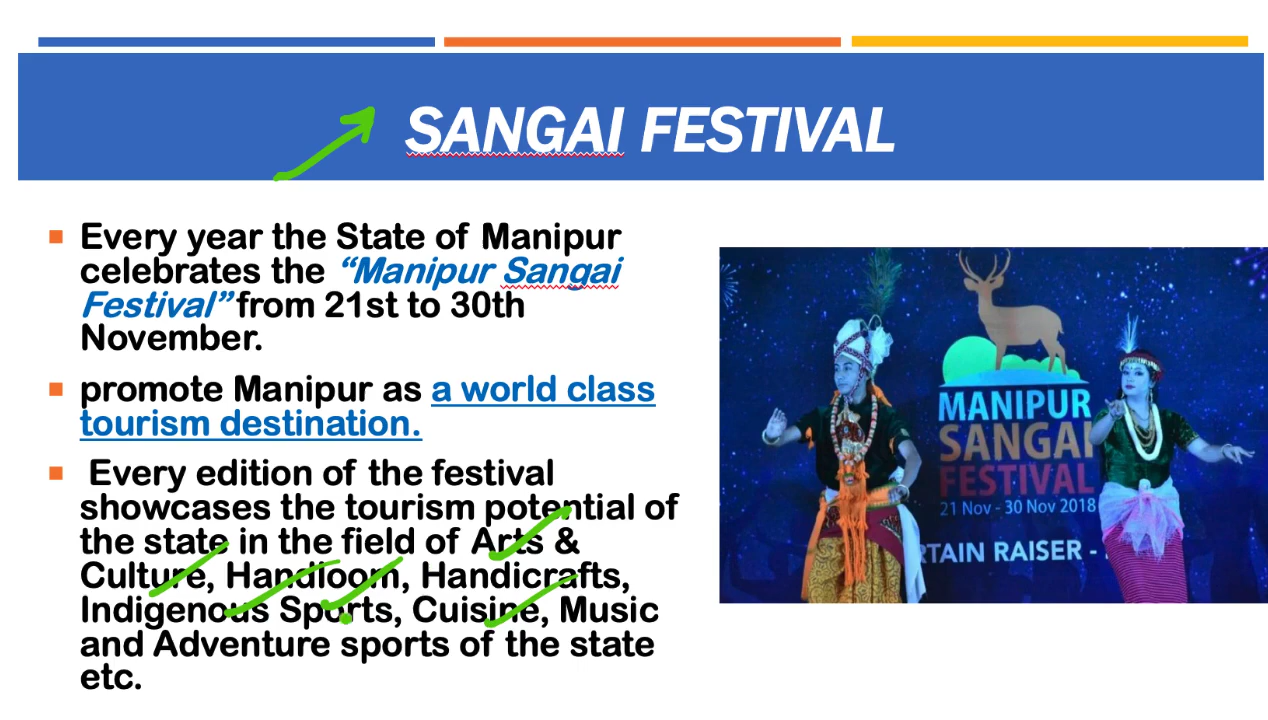 SANGAI FESTIVAL
Every year the State of Manipur
celebrates the “Manipur Sangai
Festival” from 21st to 30th
November.
promote Manipur as a world class
tourism destination.
Every edition of the festival
showcases the tourism potential of
the state in the field of Arts &
Culture, Handloom, Handicrafts,
Indigenous Sports, Cuisine, Music
and Adventure sports of the state
etc.
MANIPUR
SANGAI
FESTIVAL
21 Nov - 30 Nov 2018
RTAIN RAISER -